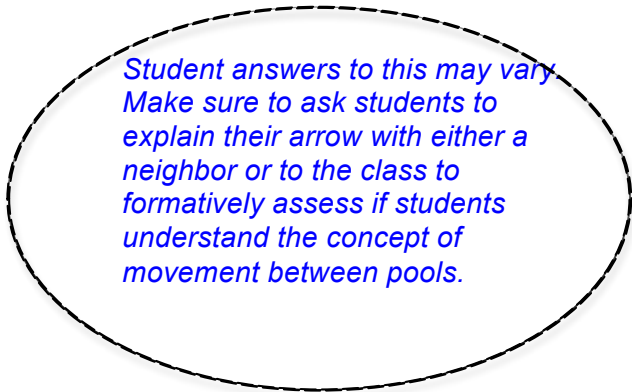 Student answers to this may vary.
Make sure to ask students to
explain their arrow with either a
neighbor or to the class to
formatively assess if students
understand the concept of
movement between pools.